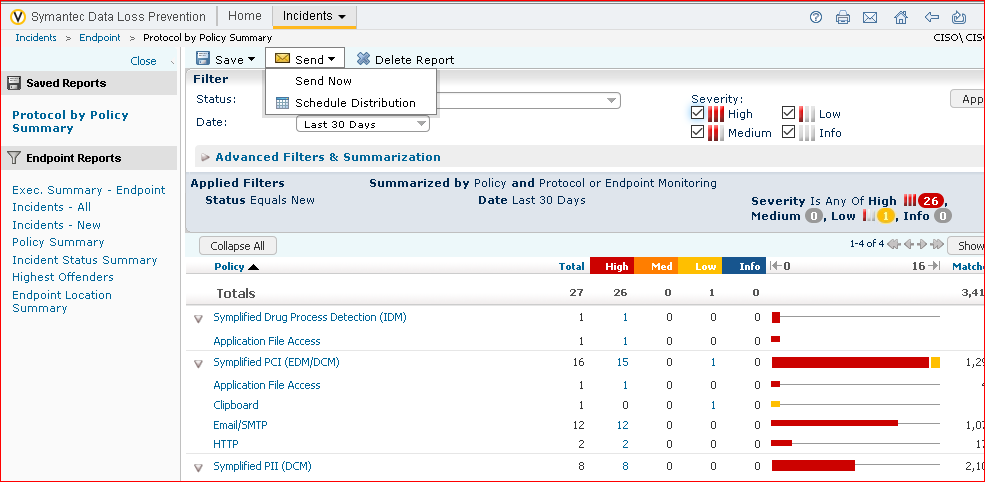 Symantec Data Loss Prevention Home Incidents
Incidents > Endpoint > Protocol by Policy Summary CISO\ CISO
Close
Save Send Delete Report
Saved Reports
Protocol by Policy
Summary
Endpoint Reports
Exec. Summary - Endpoint
Incidents - All
Incidents - New
Policy Summary
Incident Status Summary
Highest Offenders
Endpoint Location
Summary
Send Now
Schedule Distribution
Filter
Status:
Date: Last 30 Days
Severity:
High Low
Medium Info
App
Advanced Filters & Summarization
Applied Filters Summarized by Policy and Protocol or Endpoint Monitoring
Status Equals New Date Last 30 Days
Severity Is Any Of High 26,
Medium 0, Low 1, Info 0
Collapse All 1-4 of 4 Show
Policy Total High Med Low Info 0 16 Matche
Totals 27 26 0 1 0 3,41
Symplified Drug Process Detection (IDM) 1 1 0 0 0
Application File Access 1 1 0 0 0
Symplified PCI (EDM/DCM) 16 15 0 1 0 1,29
Application File Access 1 1 0 0 0
Clipboard 1 0 0 1 0
Email/SMTP 12 12 0 0 0 1,07
HTTP 2 2 0 0 0 17
Symplified PII (DCM) 8 8 0 0 0 2,10